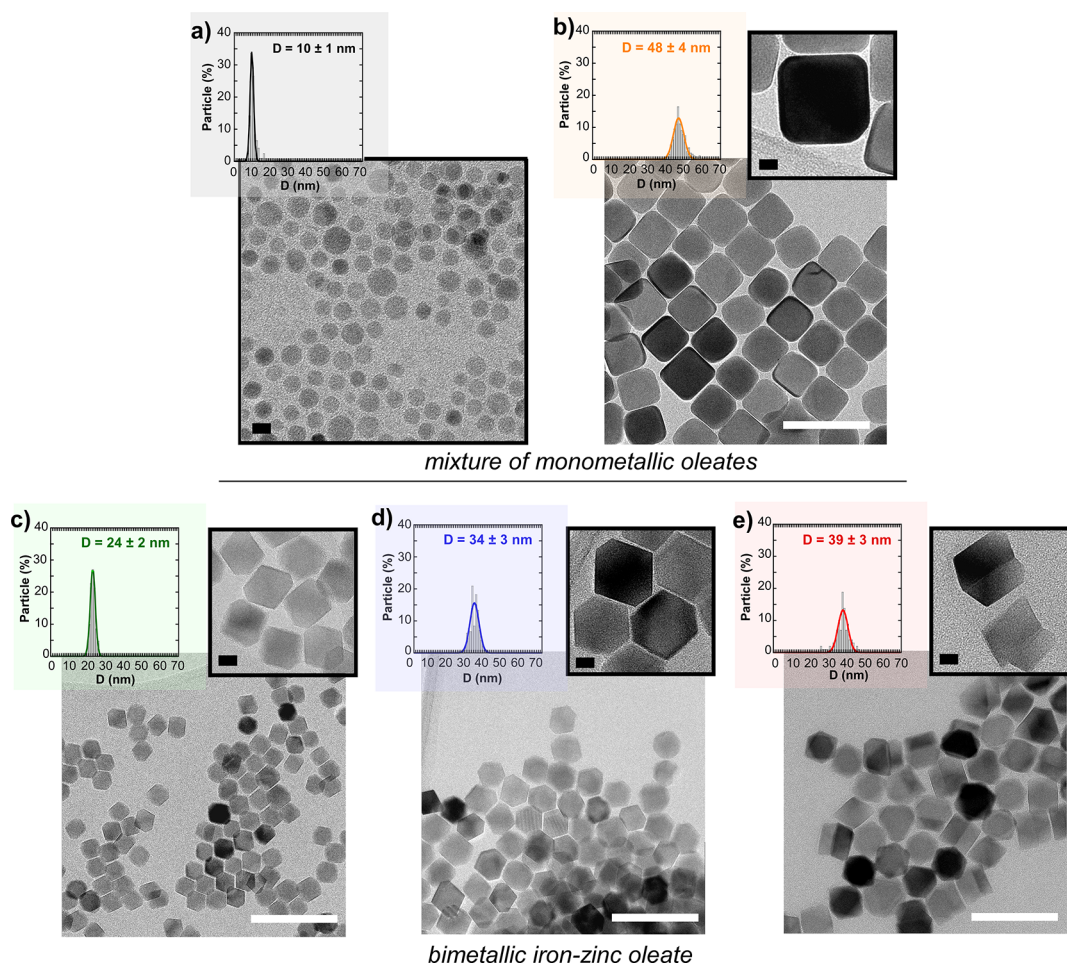 a)
D = 10 ± 1 nm
Particle (%)
40
30
20
10
0
0 10 20 30 40 50 60 70
D (nm)
b)
D = 48 ± 4 nm
Particle (%)
40
30
20
10
0
0 10 20 30 40 50 60 70
D (nm)
mixture of monometallic oleates
c)
D = 24 ± 2 nm
Particle (%)
40
30
20
10
0
0 10 20 30 40 50 60 70
D (nm)
d)
D = 34 ± 3 nm
Particle (%)
40
30
20
10
0
0 10 20 30 40 50 60 70
D (nm)
e)
D = 39 ± 3 nm
Particle (%)
40
30
20
10
0
0 10 20 30 40 50 60 70
D (nm)
bimetallic iron-zinc oleate